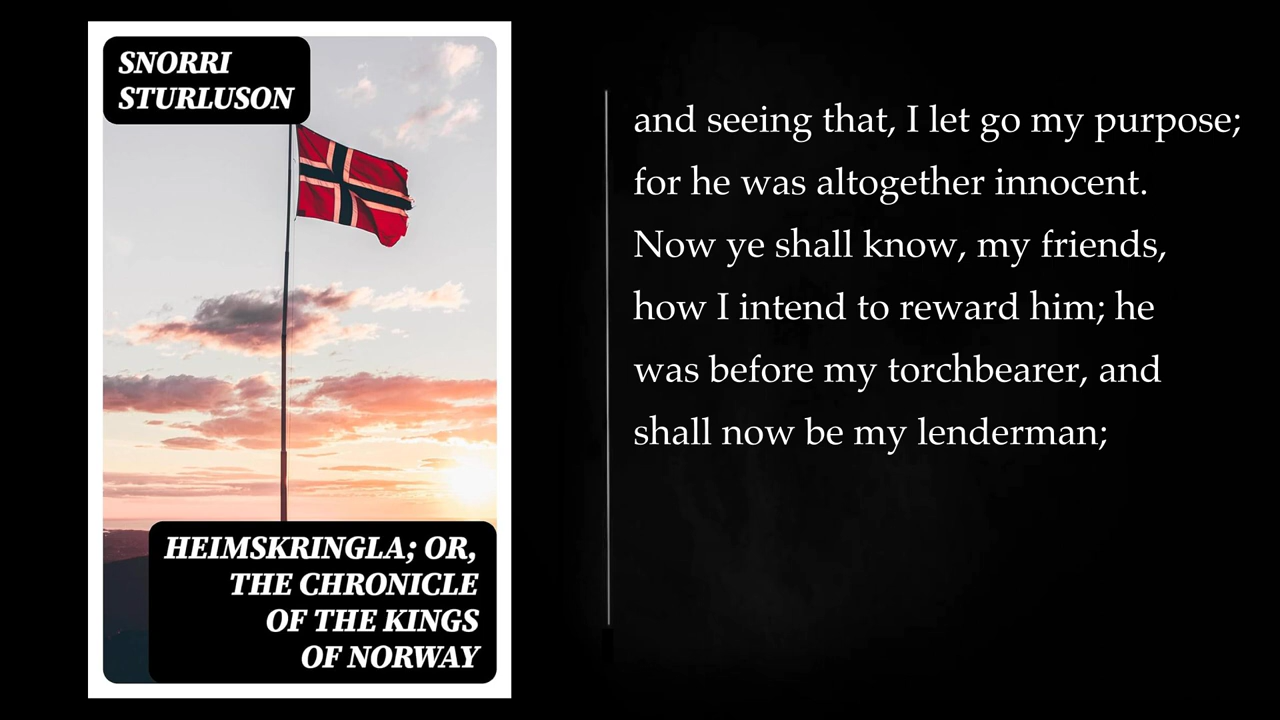 SNORRI
STURLUSON
HEIMSKRINGLA; OR,
THE CHRONICLE
OF THE KINGS
OF NORWAY
and seeing that, I let go my purpose;
for he was altogether innocent.
Now ye shall know, my friends,
how I intend to reward him; he
was before my torchbearer, and
shall now be my lenderman;